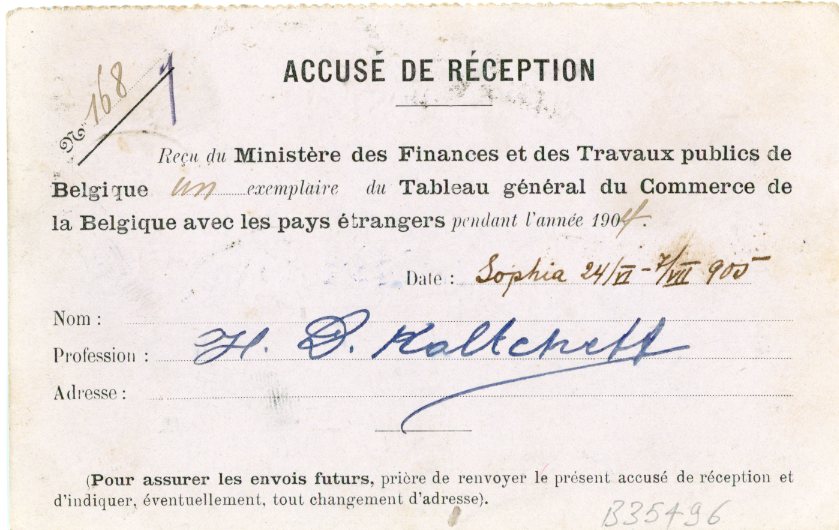 ACCUSÉ DE RÉCEPTION
№ 168
Reçu du Ministère des Finances et des Travaux publics de
Belgique un exemplaire du Tableau général du Commerce de
la Belgique avec les pays étrangers pendant l'année 1904.
Date : Sophia 24/VI - 7/VII 905
Nom :
H. D. Kaltcheff
Profession :
Adresse :
(Pour assurer les envois futurs, prière de renvoyer le présent accusé de réception et
d'indiquer, éventuellement, tout changement d'adresse).
B35496